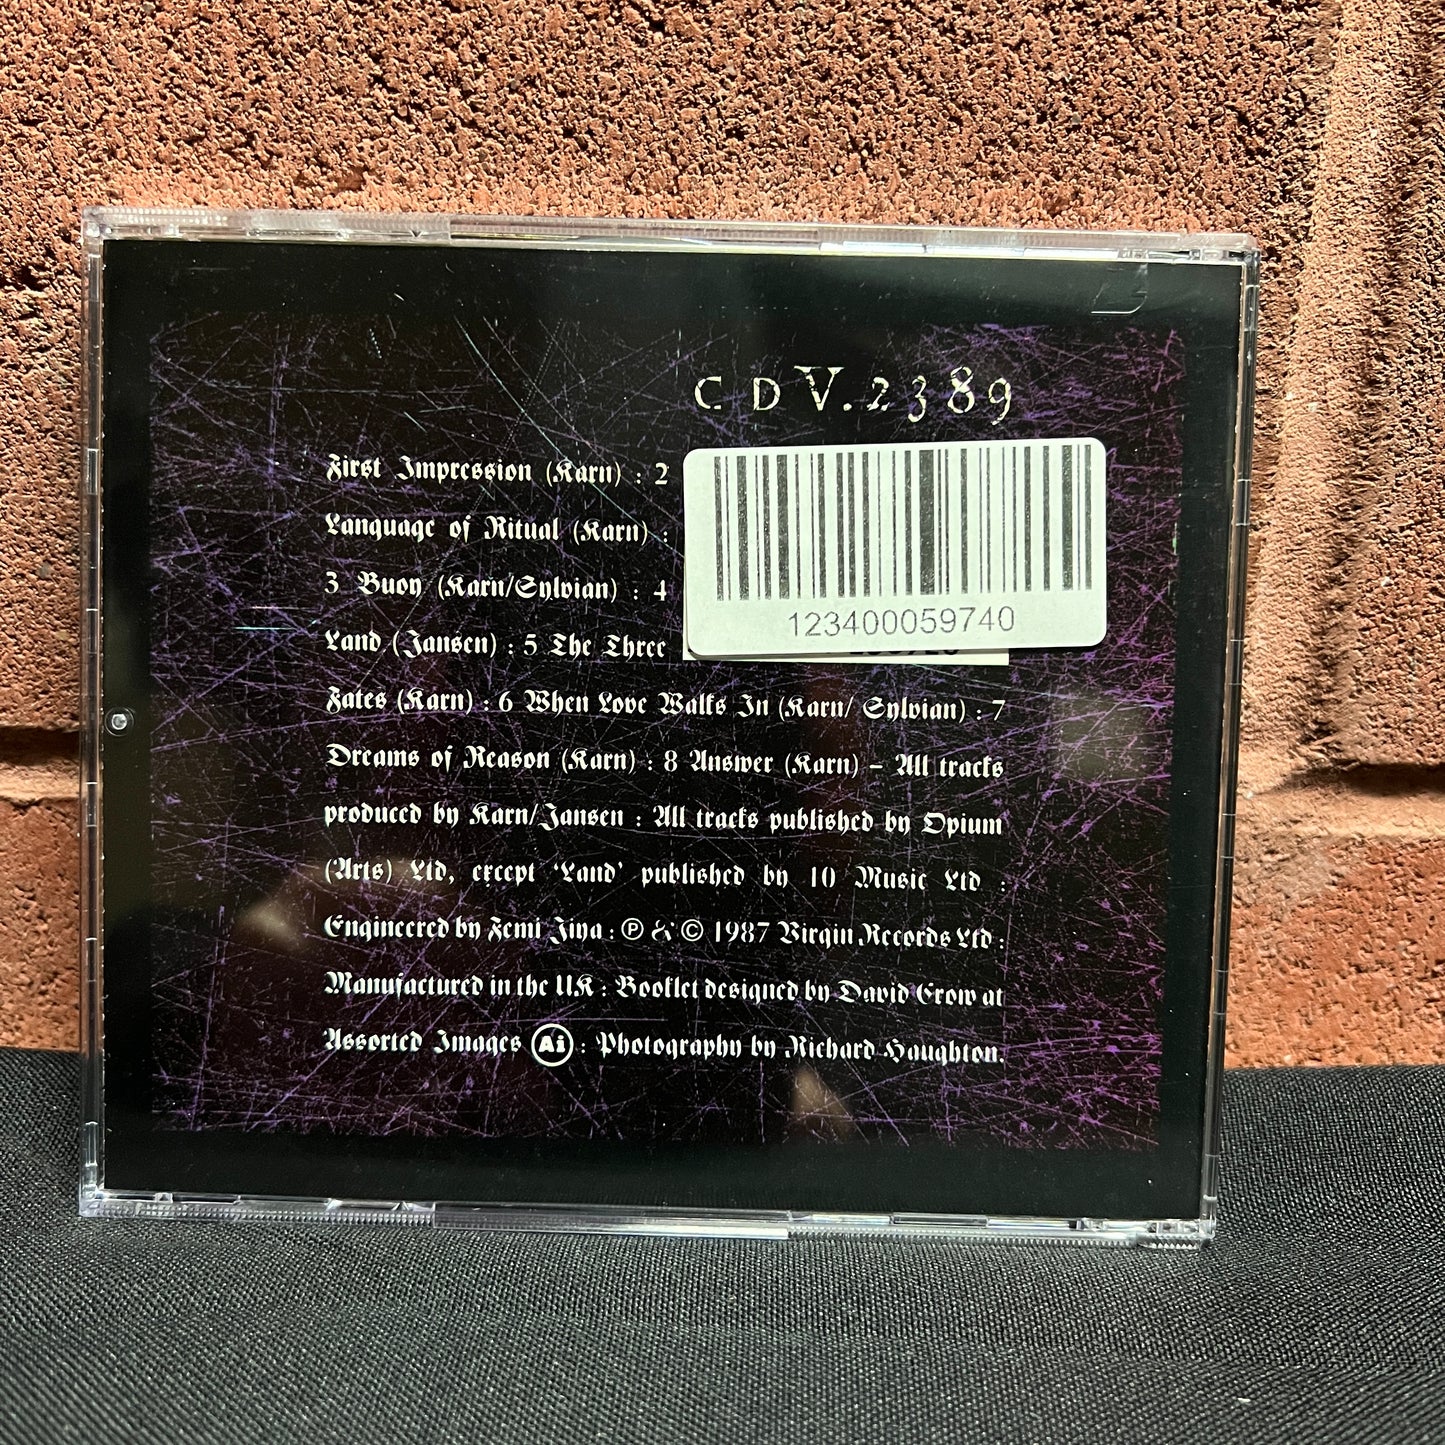 CDV.2389
First Impression (Karn) : 2
Language of Ritual (Karn) :
3 Buoy (Karn/Sylvian) : 4
Land (Jansen) : 5 The Three
Fates (Karn) : 6 When Love Walks In (Karn/ Sylvian) : 7
Dreams of Reason (Karn) : 8 Answer (Karn) – All tracks
produced by Karn/Jansen : All tracks published by Opium
(Arts) Ltd, except 'Land' published by 10 Music Ltd :
Engineered by Femi Jiya : ℗ & © 1987 Virgin Records Ltd :
Manufactured in the UK : Booklet designed by David Crow at
Assorted Images Ai : Photography by Richard Haughton.
123400059740